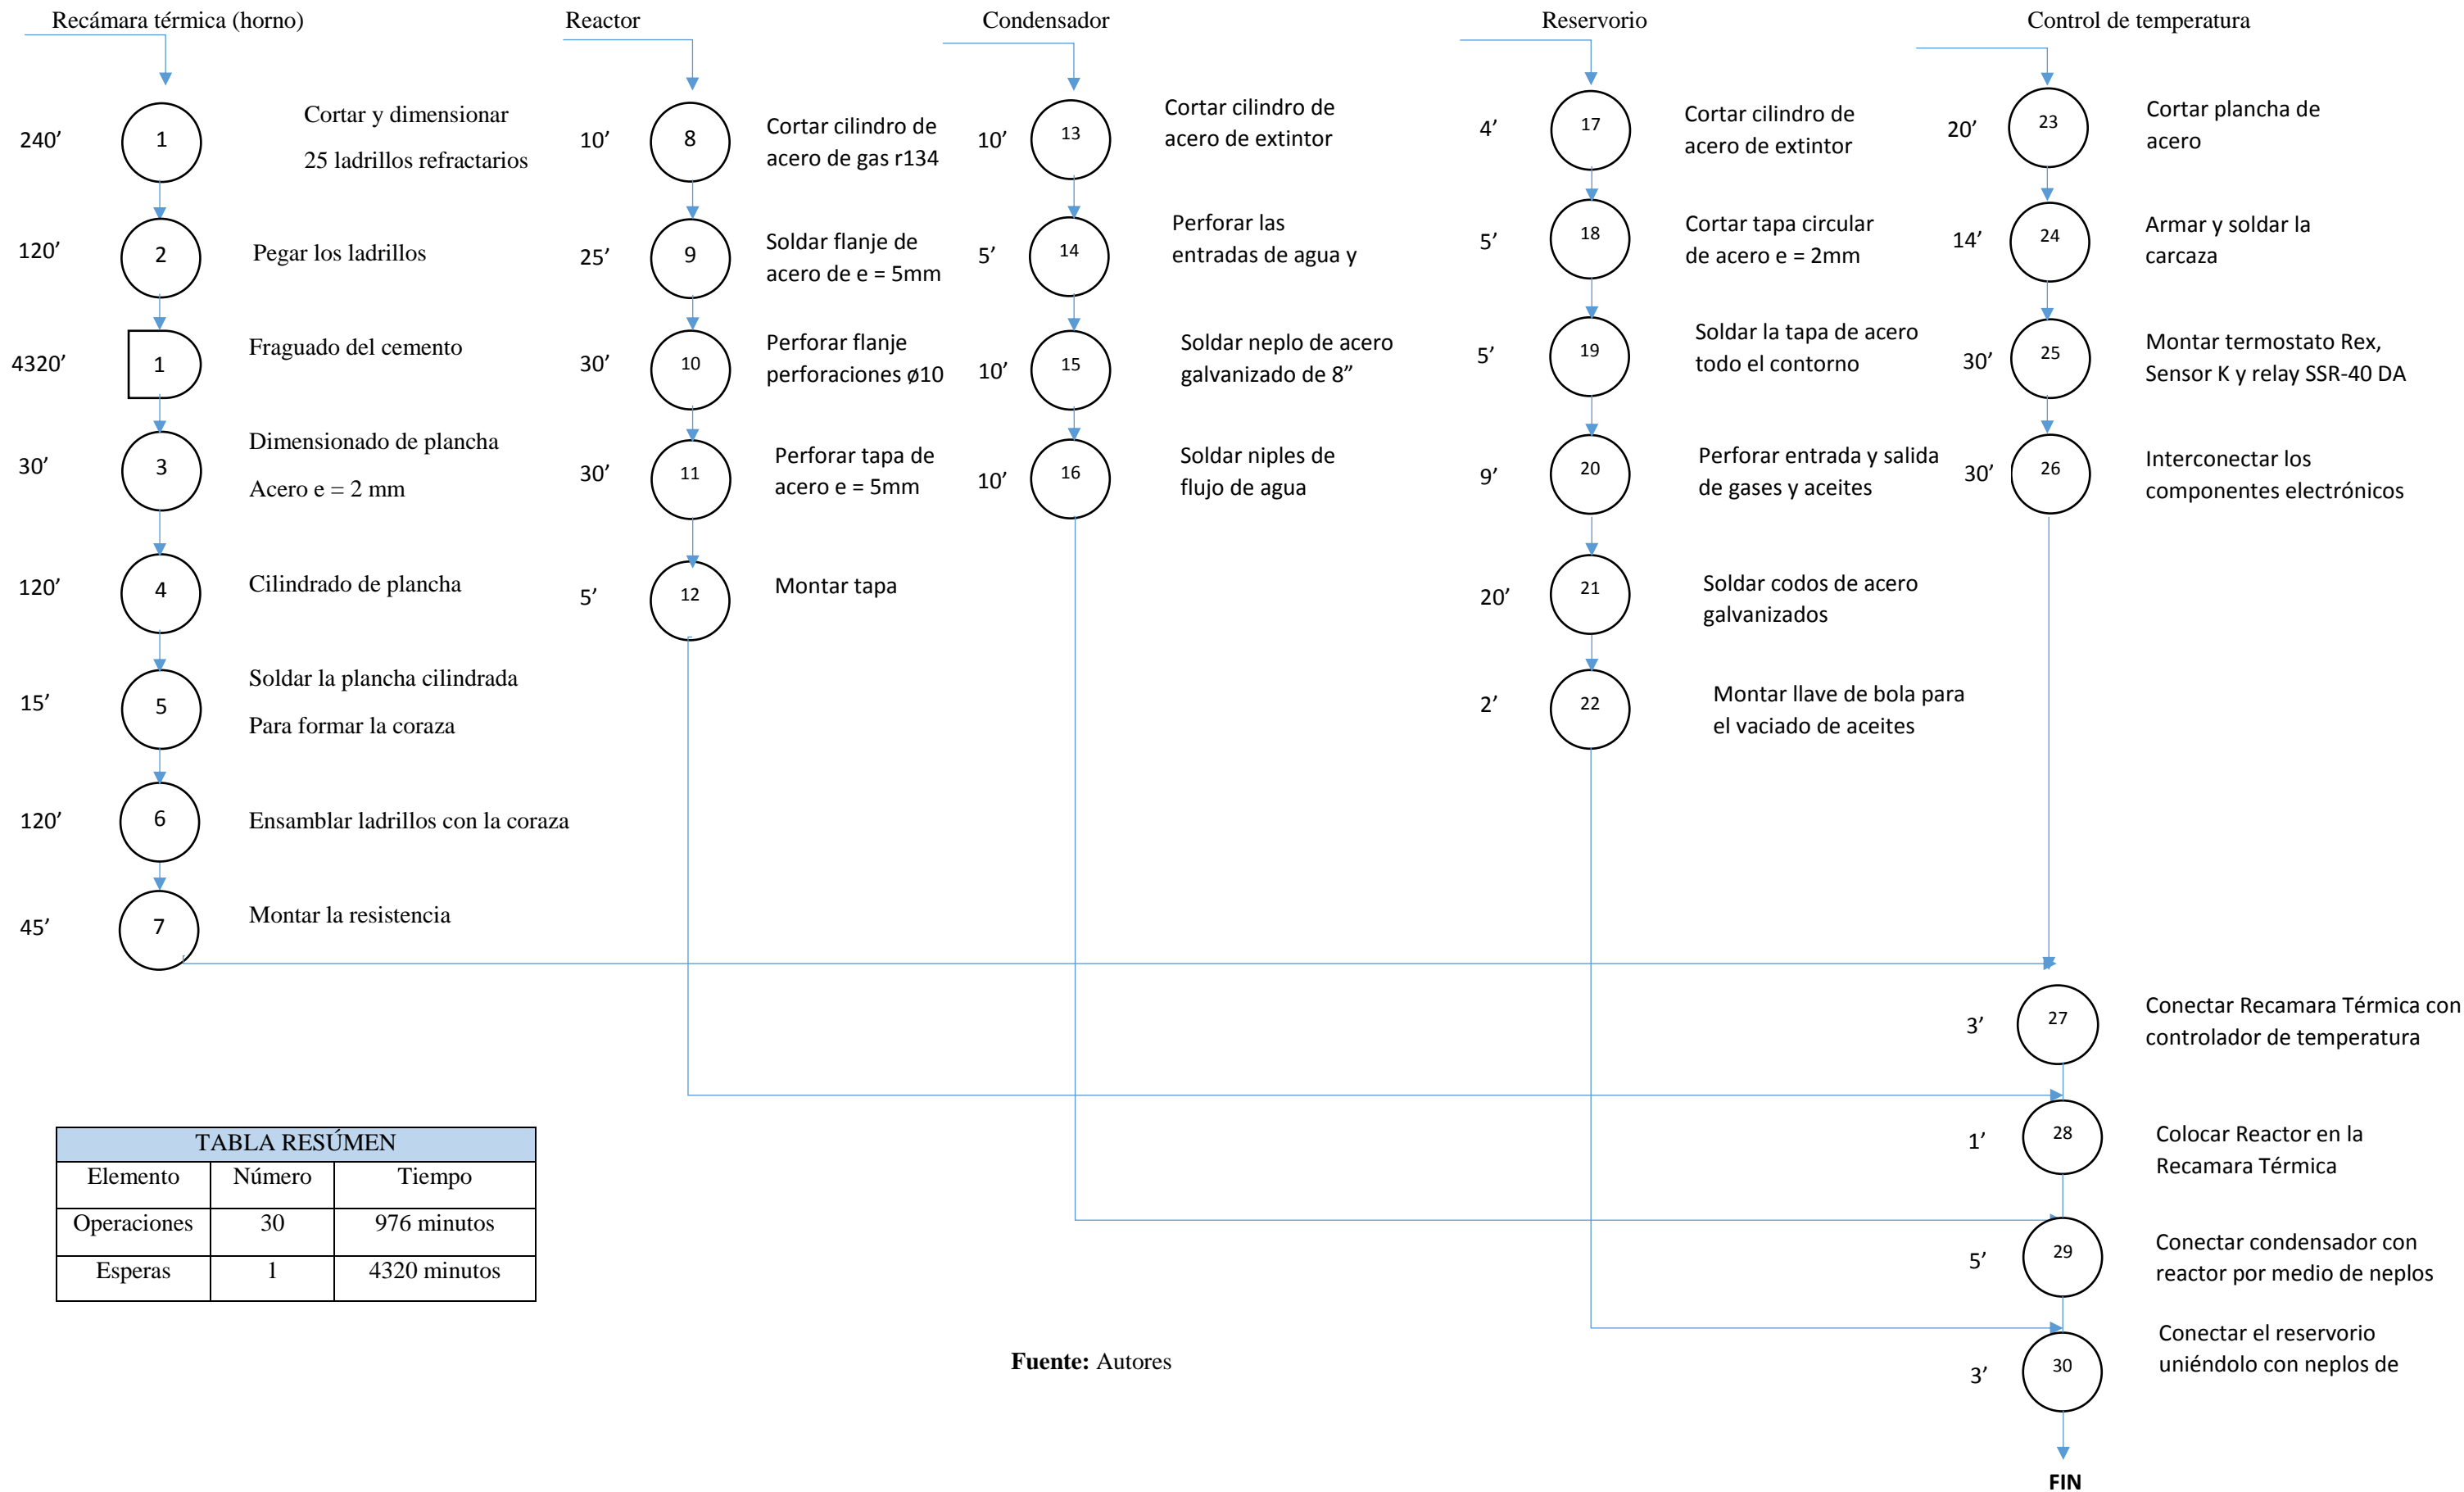 Recámara térmica (horno)
240’
1
Cortar y dimensionar
25 ladrillos refractarios
120’
2
Pegar los ladrillos
4320’
1
Fraguado del cemento
30’
3
Dimensionado de plancha
Acero e = 2 mm
120’
4
Cilindrado de plancha
15’
5
Soldar la plancha cilindrada
Para formar la coraza
120’
6
Ensamblar ladrillos con la coraza
45’
7
Montar la resistencia
Reactor
10’
8
Cortar cilindro de
acero de gas r134
25’
9
Soldar flanje de
acero de e = 5mm
30’
10
Perforar flanje
perforaciones ø10
30’
11
Perforar tapa de
acero e = 5mm
5’
12
Montar tapa
Condensador
10’
13
Cortar cilindro de
acero de extintor
5’
14
Perforar las
entradas de agua y
10’
15
Soldar neplo de acero
galvanizado de 8”
10’
16
Soldar niples de
flujo de agua
Reservorio
4’
17
Cortar cilindro de
acero de extintor
5’
18
Cortar tapa circular
de acero e = 2mm
5’
19
Soldar la tapa de acero
todo el contorno
9’
20
Perforar entrada y salida
de gases y aceites
20’
21
Soldar codos de acero
galvanizados
2’
22
Montar llave de bola para
el vaciado de aceites
Control de temperatura
20’
23
Cortar plancha de
acero
14’
24
Armar y soldar la
carcaza
30’
25
Montar termostato Rex,
Sensor K y relay SSR-40 DA
30’
26
Interconectar los
componentes electrónicos
3’
27
Conectar Recamara Térmica con
controlador de temperatura
1’
28
Colocar Reactor en la
Recamara Térmica
5’
29
Conectar condensador con
reactor por medio de neplos
3’
30
Conectar el reservorio
uniéndolo con neplos de
FIN
TABLA RESÚMEN
Elemento Número Tiempo
Operaciones 30 976 minutos
Esperas 1 4320 minutos
Fuente: Autores